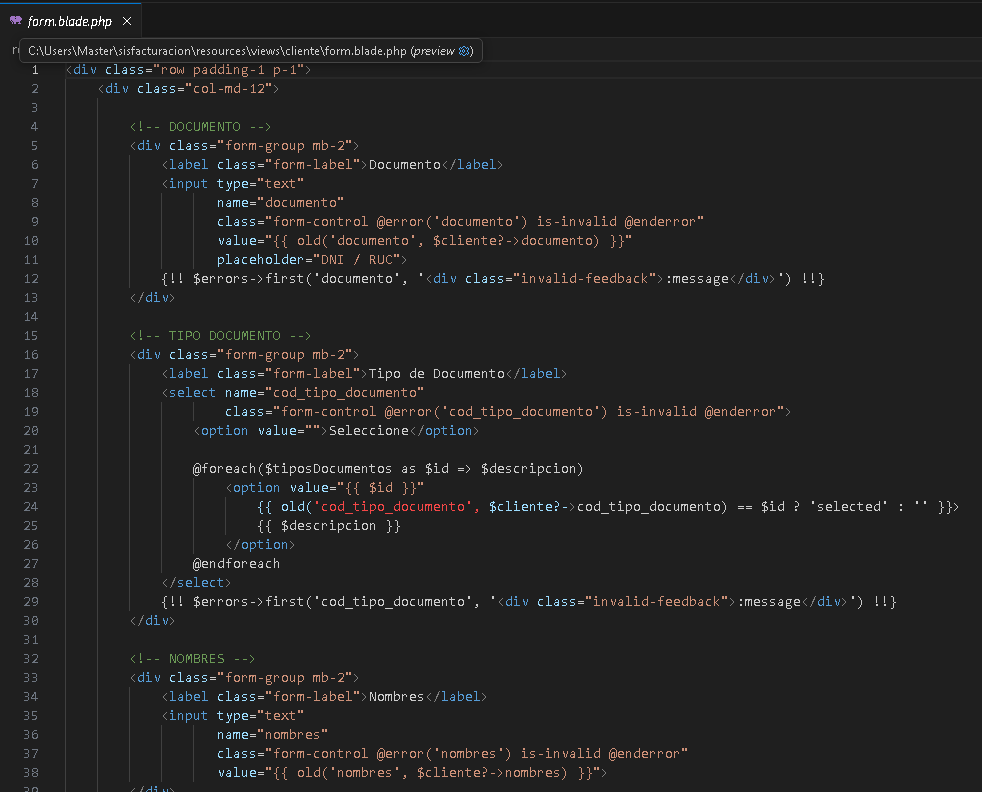 form.blade.php
C:\Users\Master\sisfacturacion\resources\views\cliente\form.blade.php (preview)
1 <div class="row padding-1 p-1">
2 <div class="col-md-12">
3
4 <!-- DOCUMENTO -->
5 <div class="form-group mb-2">
6 <label class="form-label">Documento</label>
7 <input type="text"
8 name="documento"
9 class="form-control @error('documento') is-invalid @enderror"
10 value="{{ old('documento', $cliente?->documento) }}"
11 placeholder="DNI / RUC">
12 {!! $errors->first('documento', '<div class="invalid-feedback">:message</div>') !!}
13 </div>
14
15 <!-- TIPO DOCUMENTO -->
16 <div class="form-group mb-2">
17 <label class="form-label">Tipo de Documento</label>
18 <select name="cod_tipo_documento"
19 class="form-control @error('cod_tipo_documento') is-invalid @enderror">
20 <option value="">Seleccione</option>
21
22 @foreach($tiposDocumentos as $id => $descripcion)
23 <option value="{{ $id }}"
24 {{ old('cod_tipo_documento', $cliente?->cod_tipo_documento) == $id ? 'selected' : '' }}>
25 {{ $descripcion }}
26 </option>
27 @endforeach
28 </select>
29 {!! $errors->first('cod_tipo_documento', '<div class="invalid-feedback">:message</div>') !!}
30 </div>
31
32 <!-- NOMBRES -->
33 <div class="form-group mb-2">
34 <label class="form-label">Nombres</label>
35 <input type="text"
36 name="nombres"
37 class="form-control @error('nombres') is-invalid @enderror"
38 value="{{ old('nombres', $cliente?->nombres) }}">
39 </div>